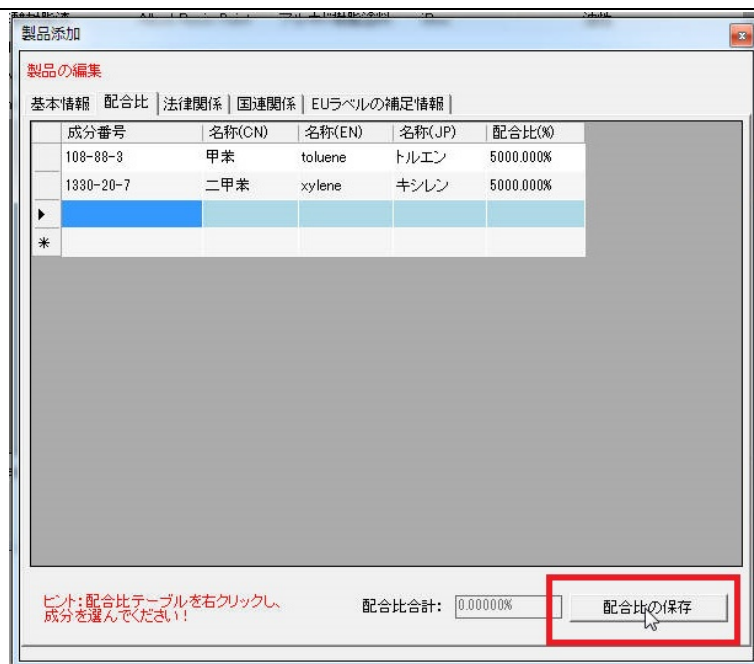 製品添加
製品の編集
基本情報 配合比 法律関係 国連関係 EUラベルの補足情報
成分番号 名称(CN) 名称(EN) 名称(JP) 配合比(%)
108-88-3 甲苯 toluene トルエン 5000.000%
1330-20-7 二甲苯 xylene キシレン 5000.000%
ヒント:配合比テーブルを右クリックし、
成分を選んでください!
配合比合計: 0.00000% 配合比の保存